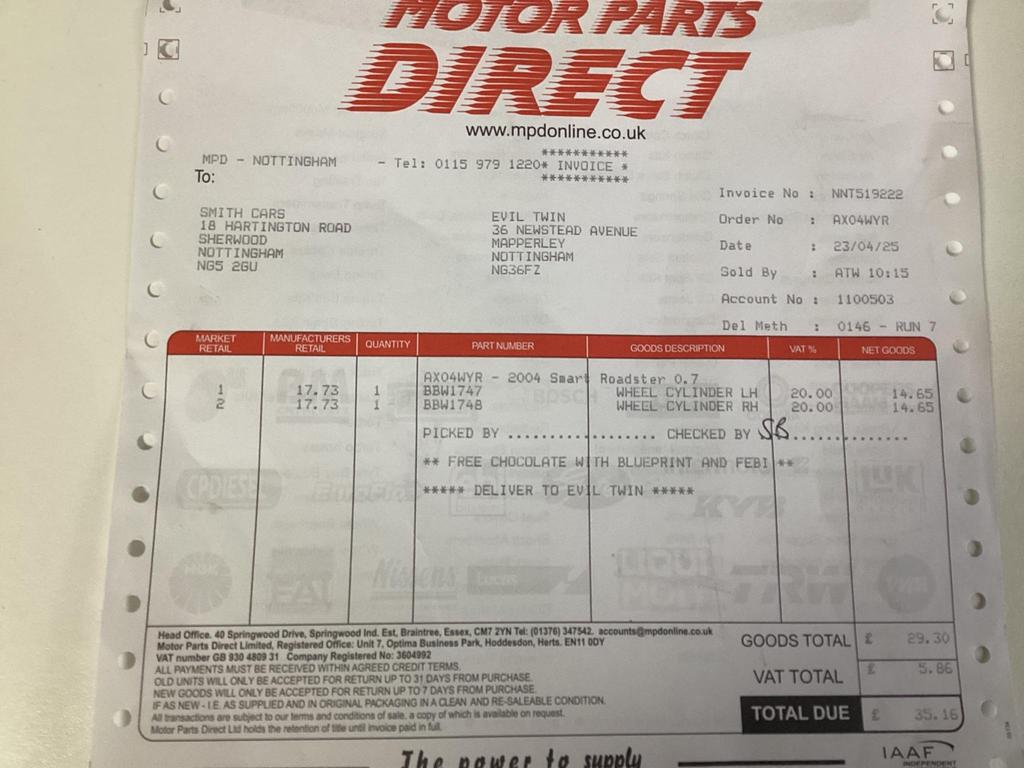 MOTOR PARTS
DIRECT
www.mpdonline.co.uk
***********
MPD - NOTTINGHAM - Tel: 0115 979 1220* INVOICE *
***********
To:
SMITH CARS
18 HARTINGTON ROAD
SHERWOOD
NOTTINGHAM
NG5 2GU
EVIL TWIN
36 NEWSTEAD AVENUE
MAPPERLEY
NOTTINGHAM
NG36FZ
Invoice No : NNT519222
Order No : AX04WYR
Date : 23/04/25
Sold By : ATW 10:15
Account No : 1100503
Del Meth : 0146 - RUN 7
MARKET RETAIL MANUFACTURERS RETAIL QUANTITY PART NUMBER GOODS DESCRIPTION VAT % NET GOODS
AX04WYR - 2004 Smart Roadster 0.7
1 17.73 1 BBW1747 WHEEL CYLINDER LH 20.00 14.65
2 17.73 1 BBW1748 WHEEL CYLINDER RH 20.00 14.65
PICKED BY .................. CHECKED BY SB..............
** FREE CHOCOLATE WITH BLUEPRINT AND FEBI **
***** DELIVER TO EVIL TWIN *****
Head Office. 40 Springwood Drive, Springwood Ind. Est, Braintree, Essex, CM7 2YN Tel: (01376) 347542. accounts@mpdonline.co.uk
Motor Parts Direct Limited, Registered Office: Unit 7, Optima Business Park, Hoddesdon, Herts. EN11 0DY
VAT number GB 930 4809 31 Company Registered No: 3604992
ALL PAYMENTS MUST BE RECEIVED WITHIN AGREED CREDIT TERMS.
OLD UNITS WILL ONLY BE ACCEPTED FOR RETURN UP TO 31 DAYS FROM PURCHASE.
NEW GOODS WILL ONLY BE ACCEPTED FOR RETURN UP TO 7 DAYS FROM PURCHASE.
IF AS NEW - I.E. AS SUPPLIED AND IN ORIGINAL PACKAGING IN A CLEAN AND RE-SALEABLE CONDITION.
All transactions are subject to our terms and conditions of sale, a copy of which is available on request.
Motor Parts Direct Ltd holds the retention of title until invoice paid in full.
GOODS TOTAL £ 29.30
VAT TOTAL £ 5.86
TOTAL DUE £ 35.16
The power to supply
IAAF
INDEPENDENT